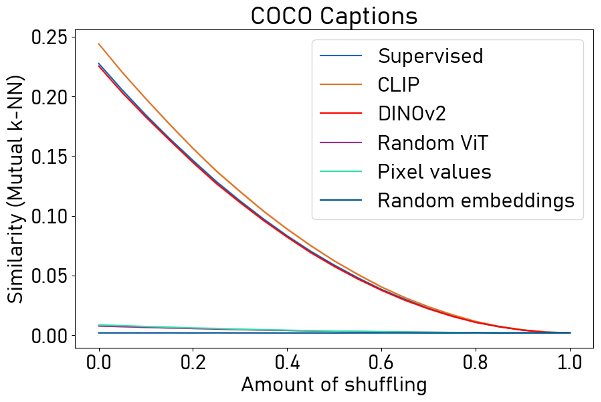 COCO Captions
Similarity (Mutual k-NN)
0.25
0.20
0.15
0.10
0.05
0.00
Supervised
CLIP
DINOv2
Random ViT
Pixel values
Random embeddings
0.0 0.2 0.4 0.6 0.8 1.0
Amount of shuffling